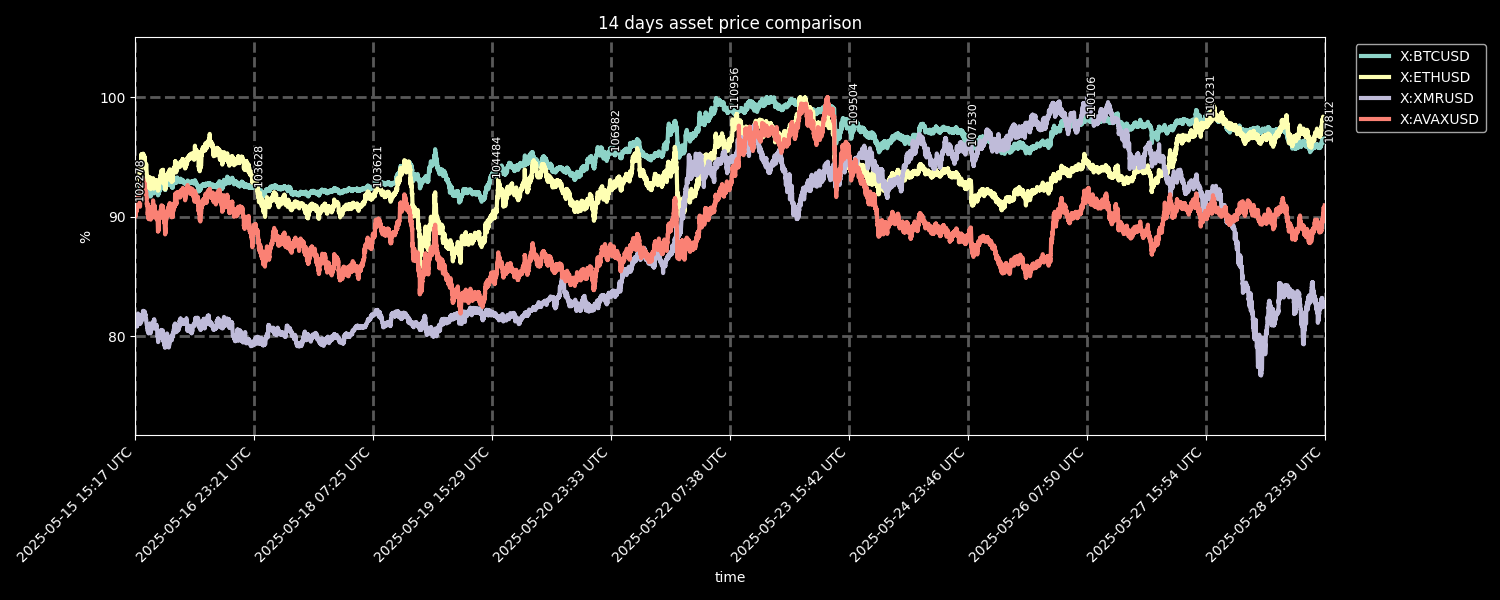 14 days asset price comparison
X:BTCUSD
X:ETHUSD
X:XMRUSD
X:AVAXUSD
100
90
80
%
103628
103621
104484
106982
110956
109504
107530
110106
110231
107812
2025-05-15 15:17 UTC
2025-05-16 23:21 UTC
2025-05-18 07:25 UTC
2025-05-19 15:29 UTC
2025-05-20 23:33 UTC
2025-05-22 07:38 UTC
2025-05-23 15:42 UTC
2025-05-24 23:46 UTC
2025-05-26 07:50 UTC
2025-05-27 15:54 UTC
2025-05-28 23:59 UTC
time